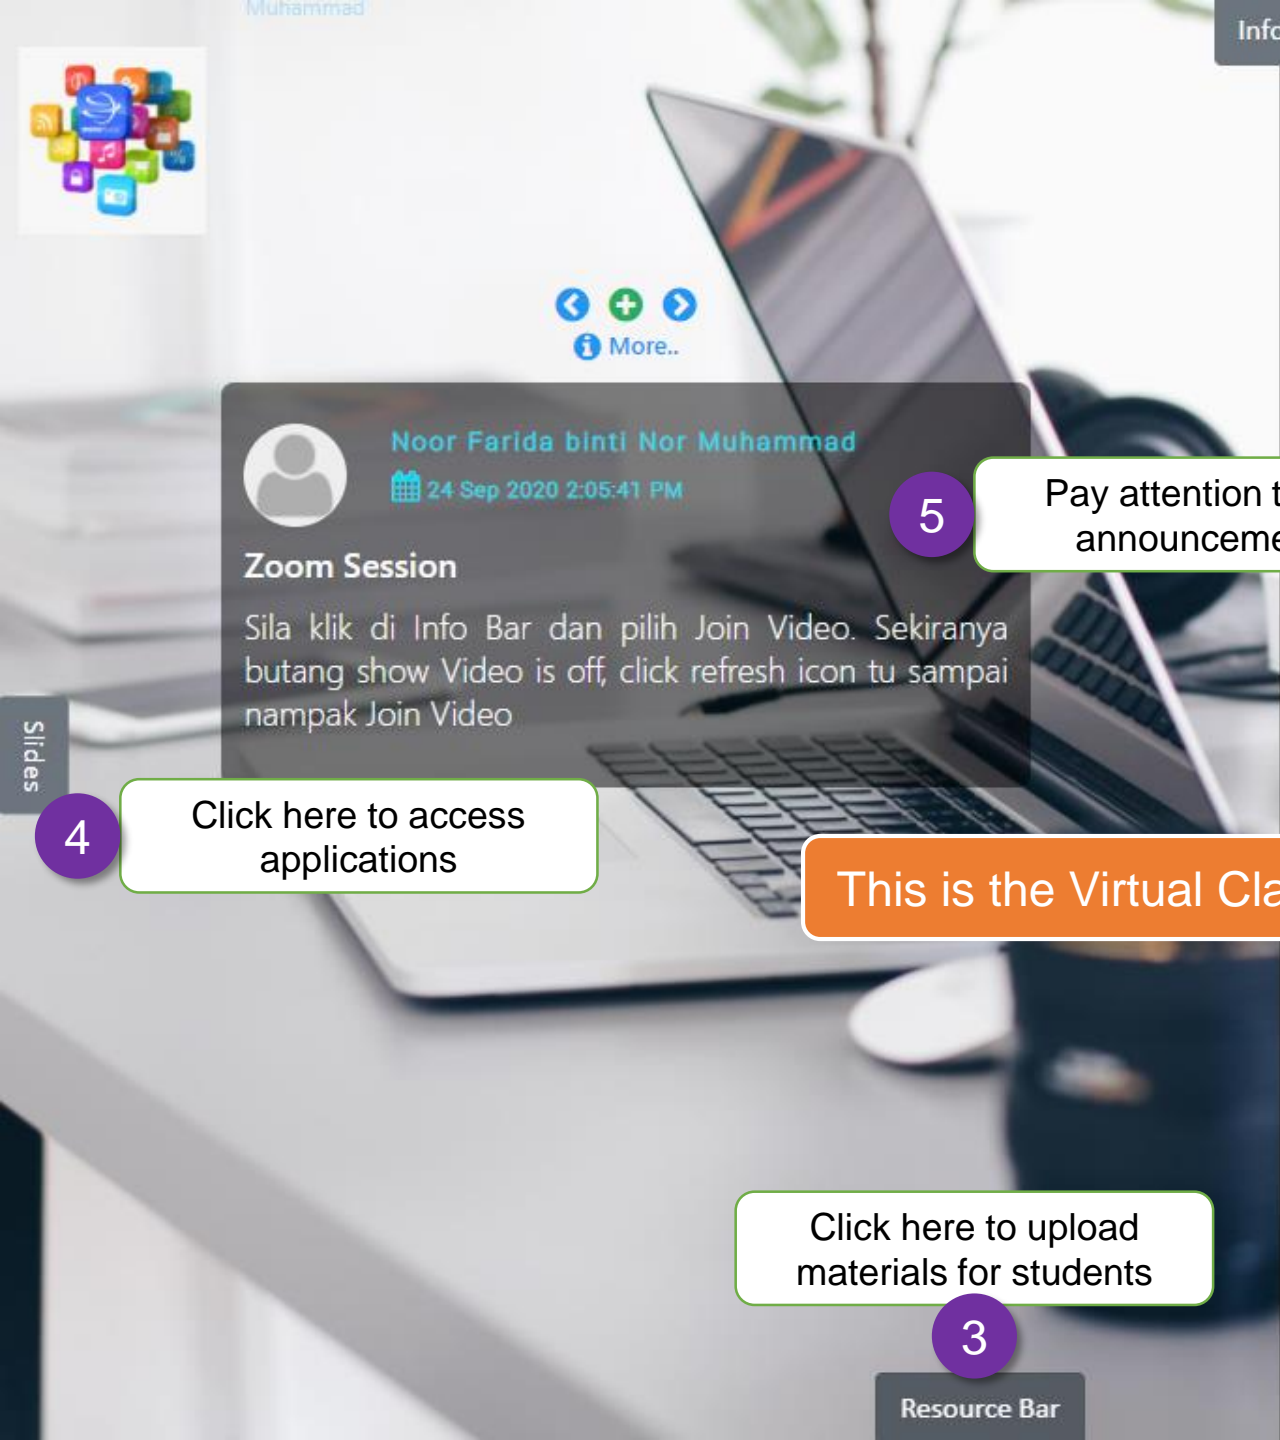 Muhammad
Info
More..
Noor Farida binti Nor Muhammad
24 Sep 2020 2:05:41 PM
5
Pay attention t
announceme
Zoom Session
Sila klik di Info Bar dan pilih Join Video. Sekiranya
butang show Video is off, click refresh icon tu sampai
nampak Join Video
Slides
4
Click here to access
applications
This is the Virtual Cla
Click here to upload
materials for students
3
Resource Bar